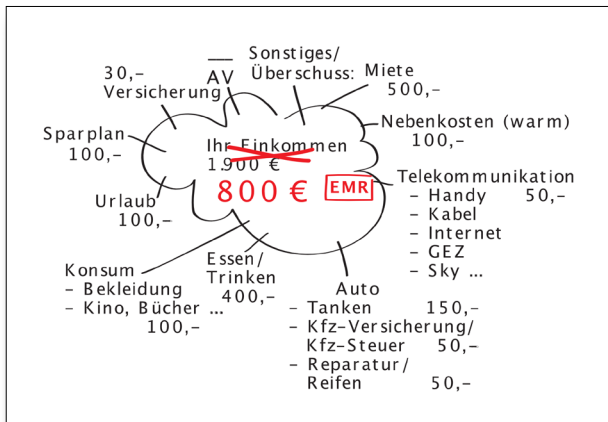 30,–
Versicherung
AV
Sonstiges/
Überschuss:
Miete
500,–
Nebenkosten (warm)
100,–
Sparplan
100,–
Ihr Einkommen
1.900 €
800 € EMR
Telekommunikation
– Handy 50,–
– Kabel
– Internet
– GEZ
– Sky ...
Urlaub
100,–
Konsum
– Bekleidung
– Kino, Bücher ...
100,–
Essen/
Trinken
400,–
Auto
– Tanken 150,–
– Kfz-Versicherung/
Kfz-Steuer 50,–
– Reparatur/
Reifen 50,–